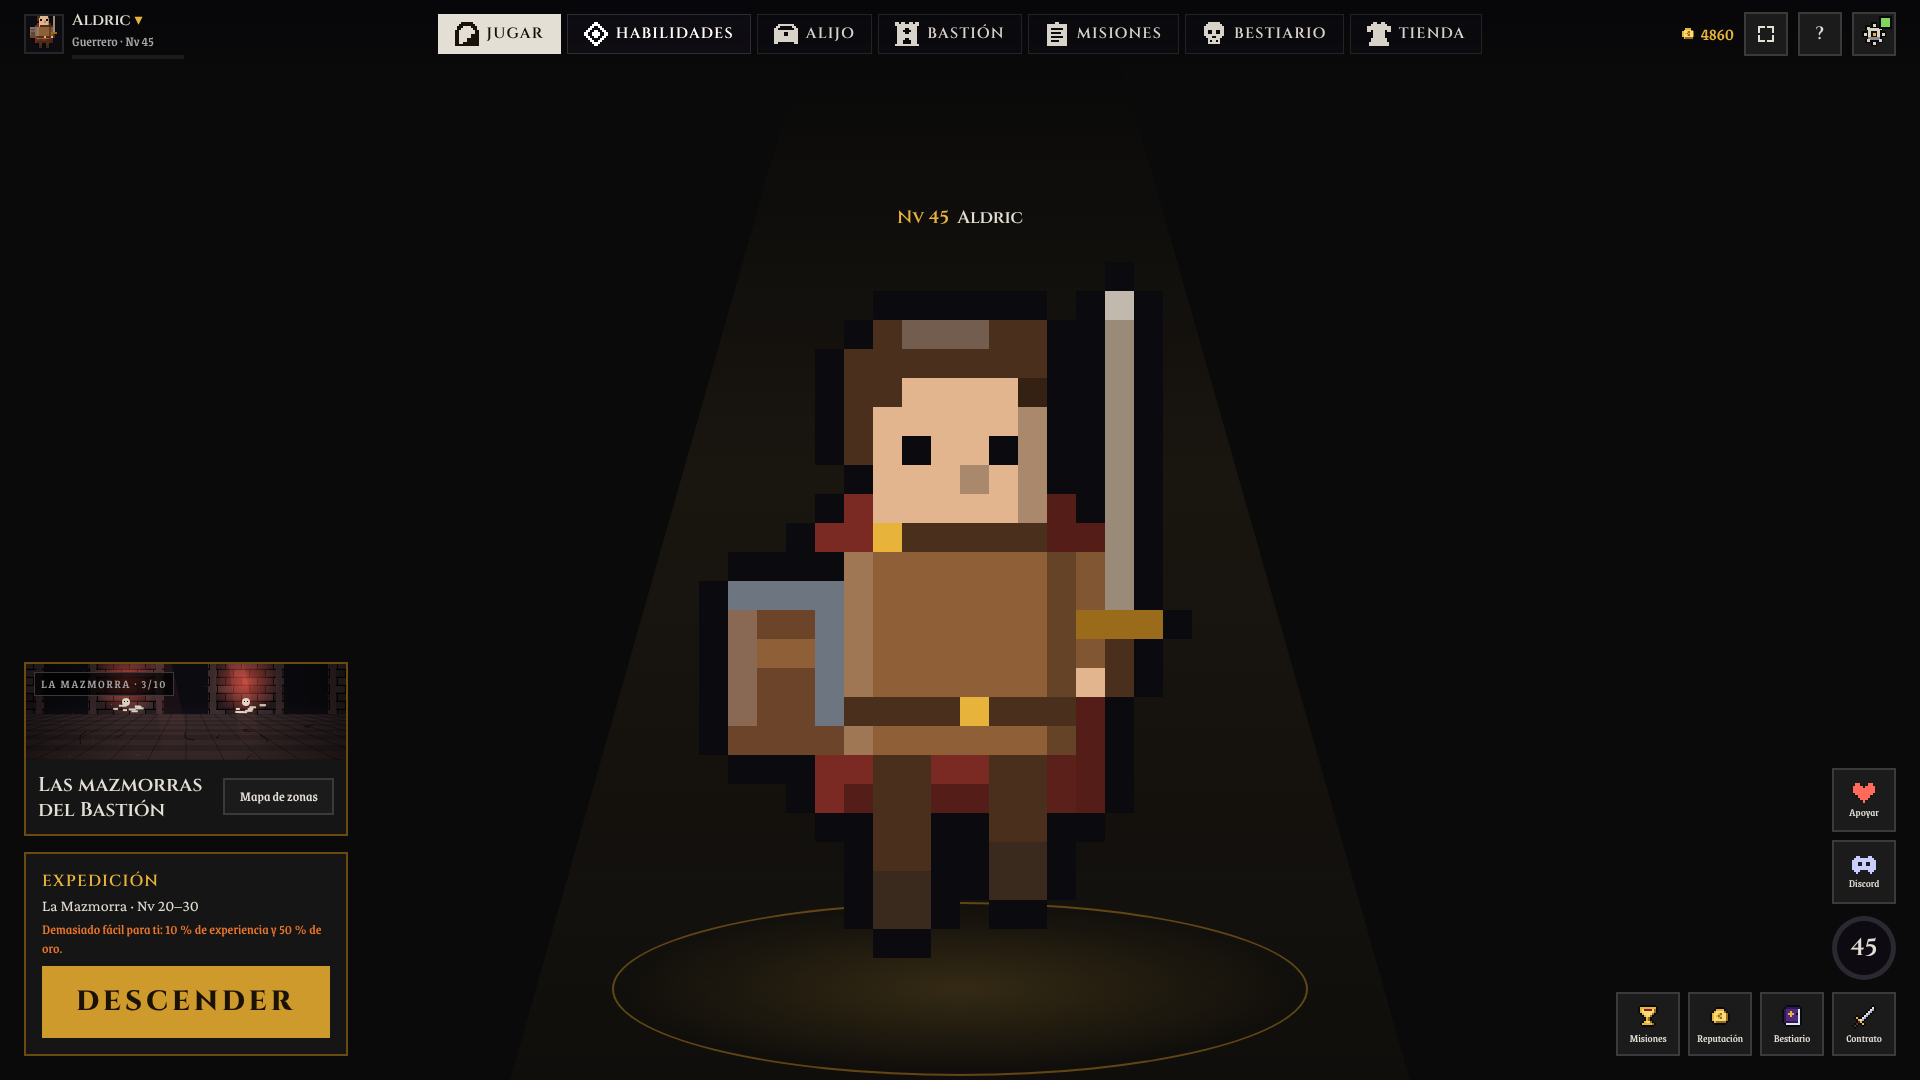 ALDRIC ▾
Guerrero · Nv 45
JUGAR
HABILIDADES
ALIJO
BASTIÓN
MISIONES
BESTIARIO
TIENDA
4860
?
Nv 45 ALDRIC
LA MAZMORRA · 3/10
LAS MAZMORRAS
DEL BASTIÓN
Mapa de zonas
EXPEDICIÓN
La Mazmorra · Nv 20–30
Demasiado fácil para ti: 10 % de experiencia y 50 % de
oro.
DESCENDER
Apoyar
Discord
45
Misiones
Reputación
Bestiario
Contrato